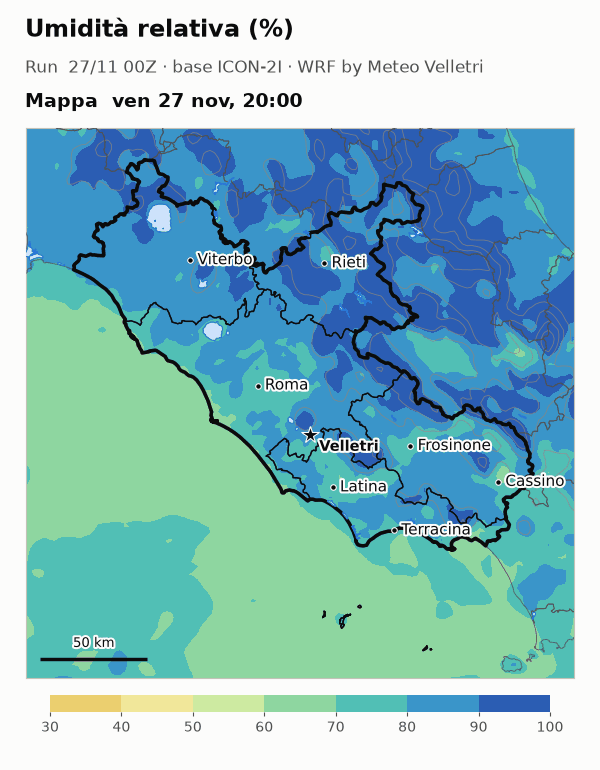 Umidità relativa (%)
Run  27/11 00Z · base ICON-2I · WRF by Meteo Velletri
Mappa  ven 27 nov, 20:00
Viterbo
Rieti
Roma
Velletri
Frosinone
Cassino
Latina
Terracina
50 km
30 40 50 60 70 80 90 100